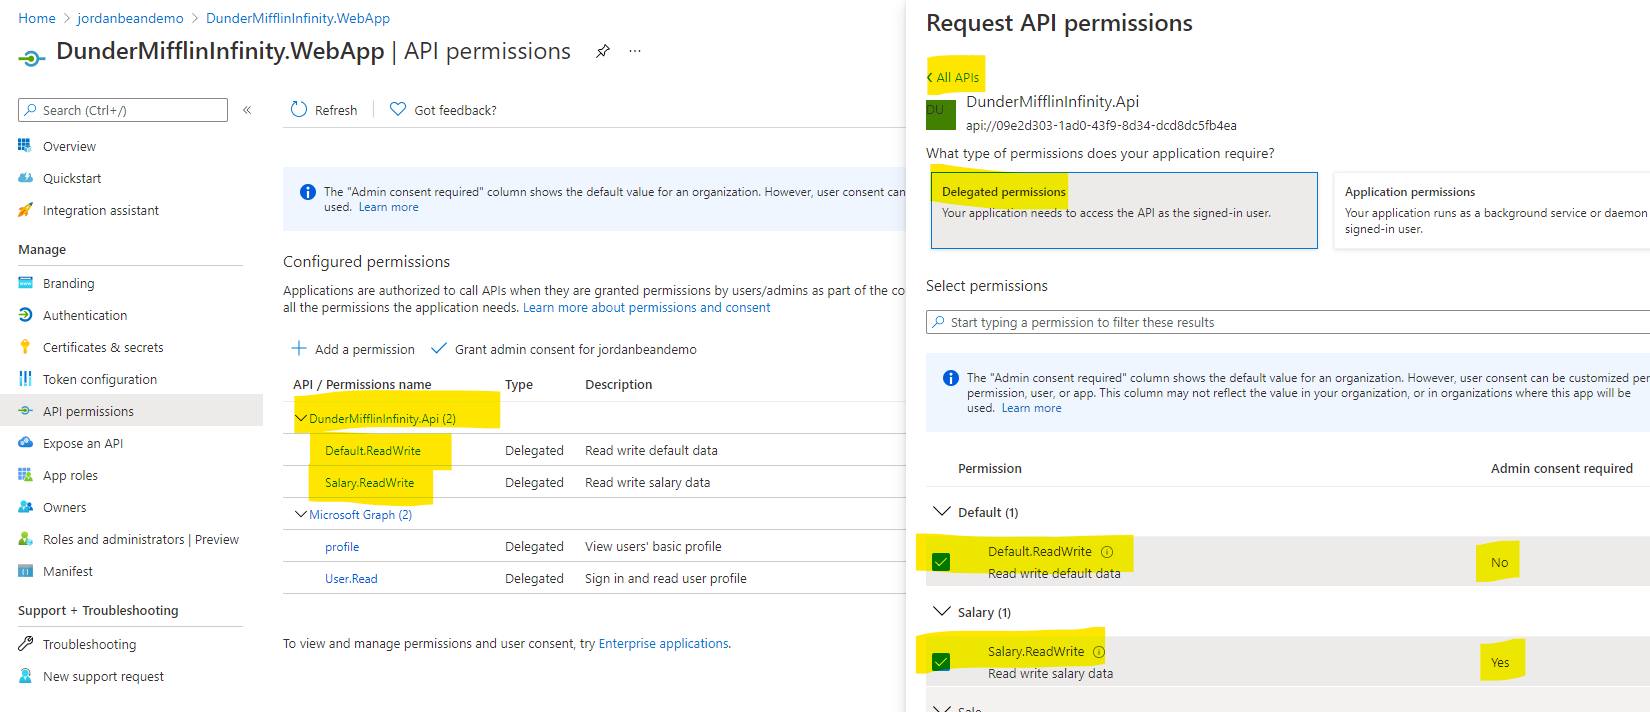 Home > jordanbeandemo > DunderMifflinInfinity.WebApp
DunderMifflinInfinity.WebApp | API permissions
Search (Ctrl+/)
Overview
Quickstart
Integration assistant
Manage
Branding
Authentication
Certificates & secrets
Token configuration
API permissions
Expose an API
App roles
Owners
Roles and administrators | Preview
Manifest
Support + Troubleshooting
Troubleshooting
New support request
Refresh
Got feedback?
The "Admin consent required" column shows the default value for an organization. However, user consent can
used. Learn more
Configured permissions
Applications are authorized to call APIs when they are granted permissions by users/admins as part of the co
all the permissions the application needs. Learn more about permissions and consent
Add a permission
Grant admin consent for jordanbeandemo
API / Permissions name Type Description
DunderMifflinInfinity.Api (2)
Default.ReadWrite Delegated Read write default data
Salary.ReadWrite Delegated Read write salary data
Microsoft Graph (2)
profile Delegated View users' basic profile
User.Read Delegated Sign in and read user profile
To view and manage permissions and user consent, try Enterprise applications.
Request API permissions
All APIs
DU
DunderMifflinInfinity.Api
api://09e2d303-1ad0-43f9-8d34-dcd8dc5fb4ea
What type of permissions does your application require?
Delegated permissions
Your application needs to access the API as the signed-in user.
Application permissions
Your application runs as a background service or daemon
signed-in user.
Select permissions
Start typing a permission to filter these results
The "Admin consent required" column shows the default value for an organization. However, user consent can be customized per
permission, user, or app. This column may not reflect the value in your organization, or in organizations where this app will be
used. Learn more
Permission Admin consent required
Default (1)
Default.ReadWrite
Read write default data
No
Salary (1)
Salary.ReadWrite
Read write salary data
Yes
Sale